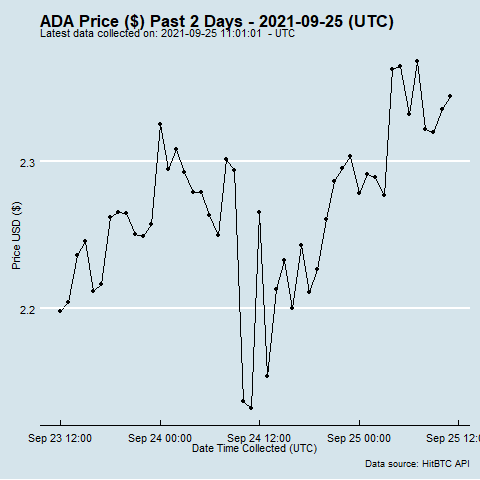 ADA Price ($) Past 2 Days - 2021-09-25 (UTC)
Latest data collected on: 2021-09-25 11:01:01 - UTC
2.3
Price USD ($)
2.2
Sep 23 12:00 Sep 24 00:00 Sep 24 12:00 Sep 25 00:00 Sep 25 12:00
Date Time Collected (UTC)
Data source: HitBTC API